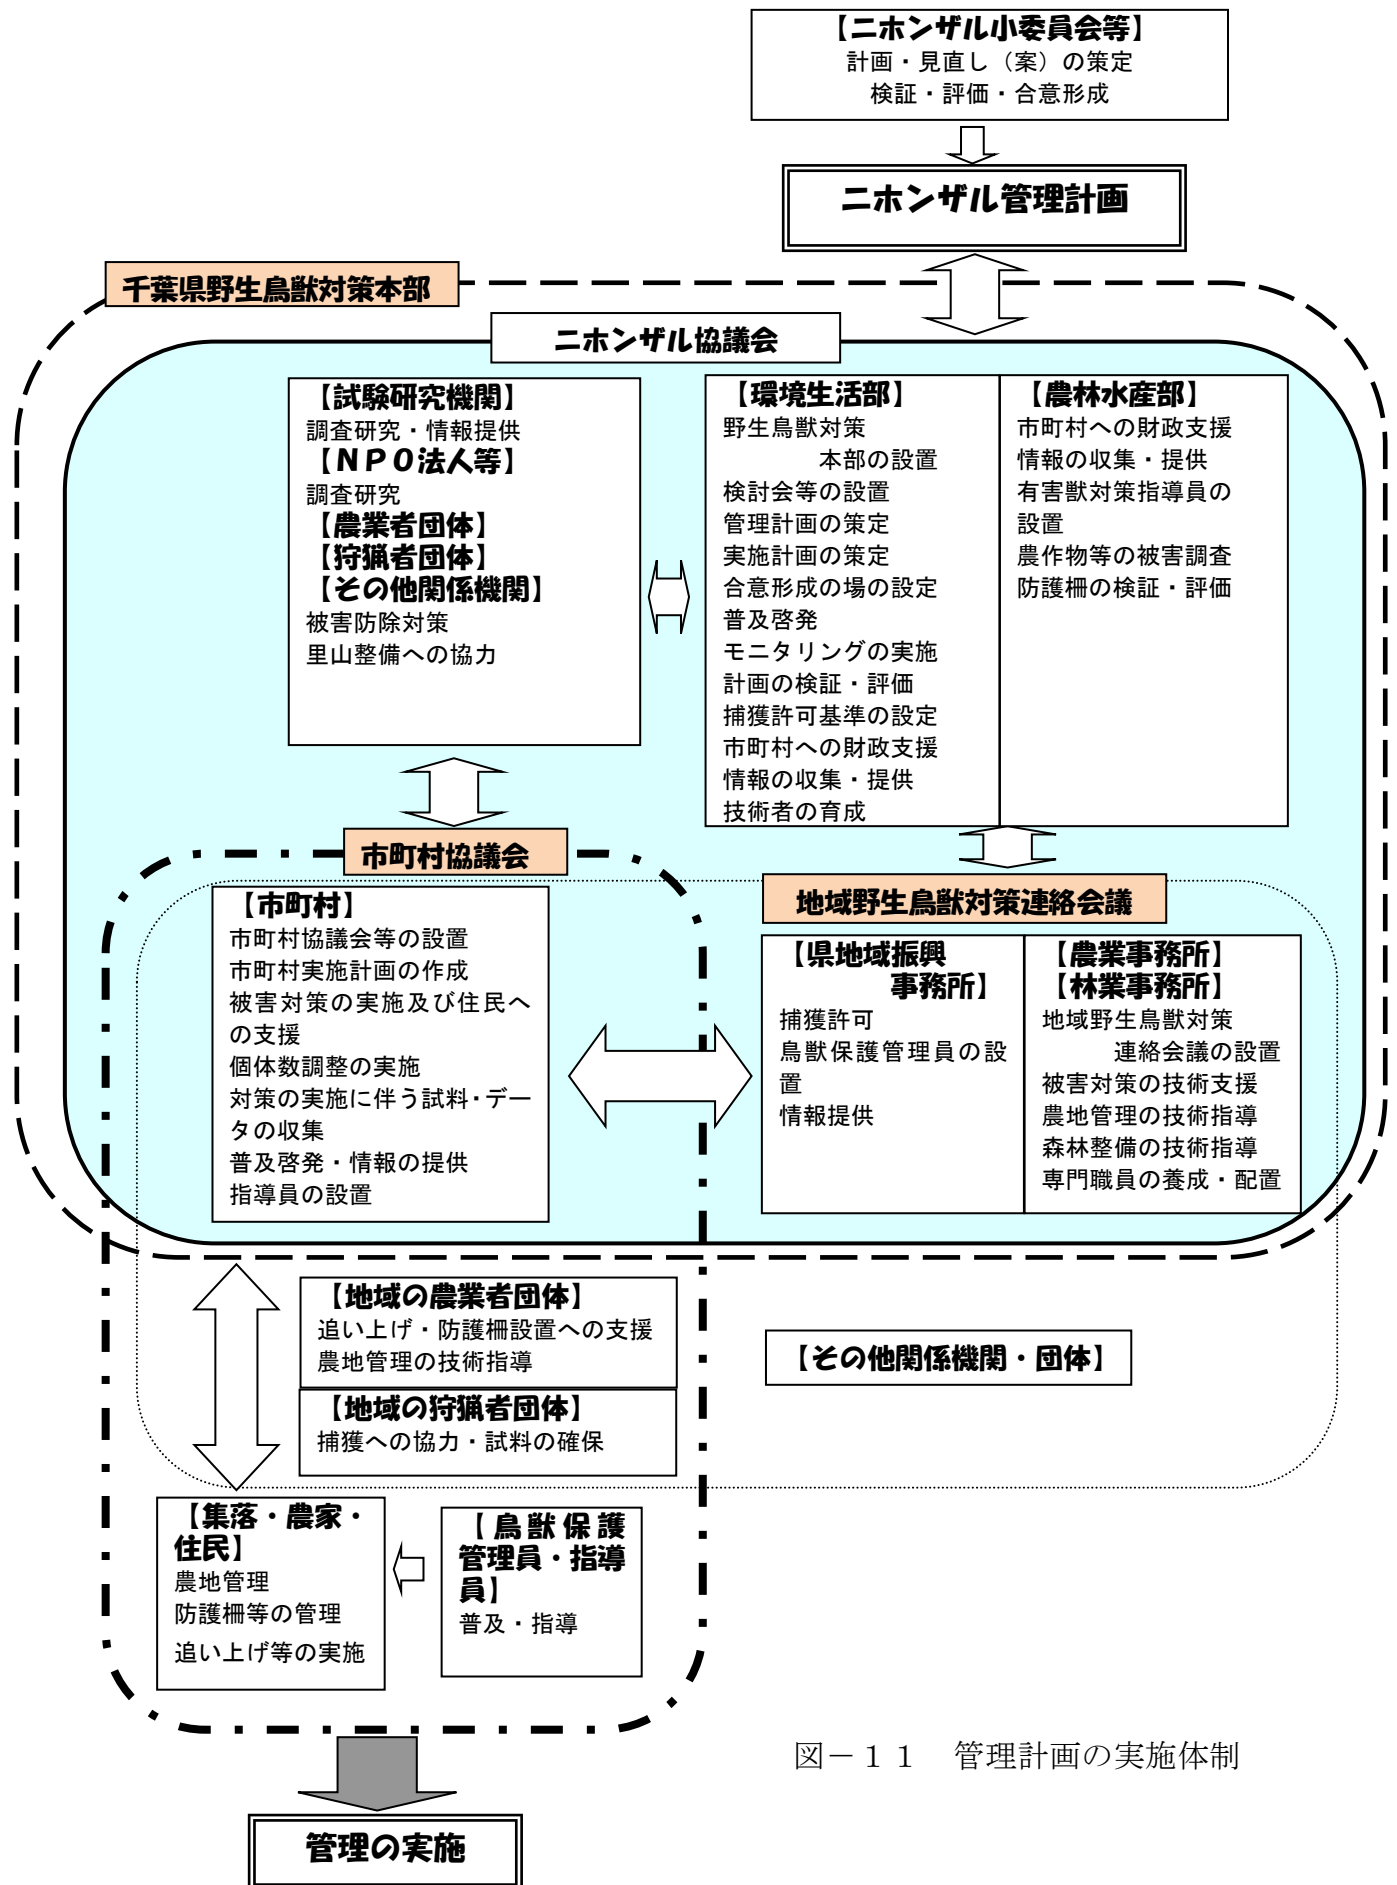 【ニホンザル小委員会等】
計画・見直し（案）の策定
検証・評価・合意形成
ニホンザル管理計画
千葉県野生鳥獣対策本部
ニホンザル協議会
【試験研究機関】
調査研究・情報提供
【ＮＰＯ法人等】
調査研究
【農業者団体】
【狩猟者団体】
【その他関係機関】
被害防除対策
里山整備への協力
【環境生活部】
野生鳥獣対策
本部の設置
検討会等の設置
管理計画の策定
実施計画の策定
合意形成の場の設定
普及啓発
モニタリングの実施
計画の検証・評価
捕獲許可基準の設定
市町村への財政支援
情報の収集・提供
技術者の育成
【農林水産部】
市町村への財政支援
情報の収集・提供
有害獣対策指導員の
設置
農作物等の被害調査
防護柵の検証・評価
市町村協議会
【市町村】
市町村協議会等の設置
市町村実施計画の作成
被害対策の実施及び住民へ
の支援
個体数調整の実施
対策の実施に伴う試料・デー
タの収集
普及啓発・情報の提供
指導員の設置
地域野生鳥獣対策連絡会議
【県地域振興
事務所】
捕獲許可
鳥獣保護管理員の設
置
情報提供
【農業事務所】
【林業事務所】
地域野生鳥獣対策
連絡会議の設置
被害対策の技術支援
農地管理の技術指導
森林整備の技術指導
専門職員の養成・配置
【地域の農業者団体】
追い上げ・防護柵設置への支援
農地管理の技術指導
【地域の狩猟者団体】
捕獲への協力・試料の確保
【その他関係機関・団体】
【集落・農家・
住民】
農地管理
防護柵等の管理
追い上げ等の実施
【鳥獣保護
管理員・指導
員】
普及・指導
図－１１　管理計画の実施体制
管理の実施